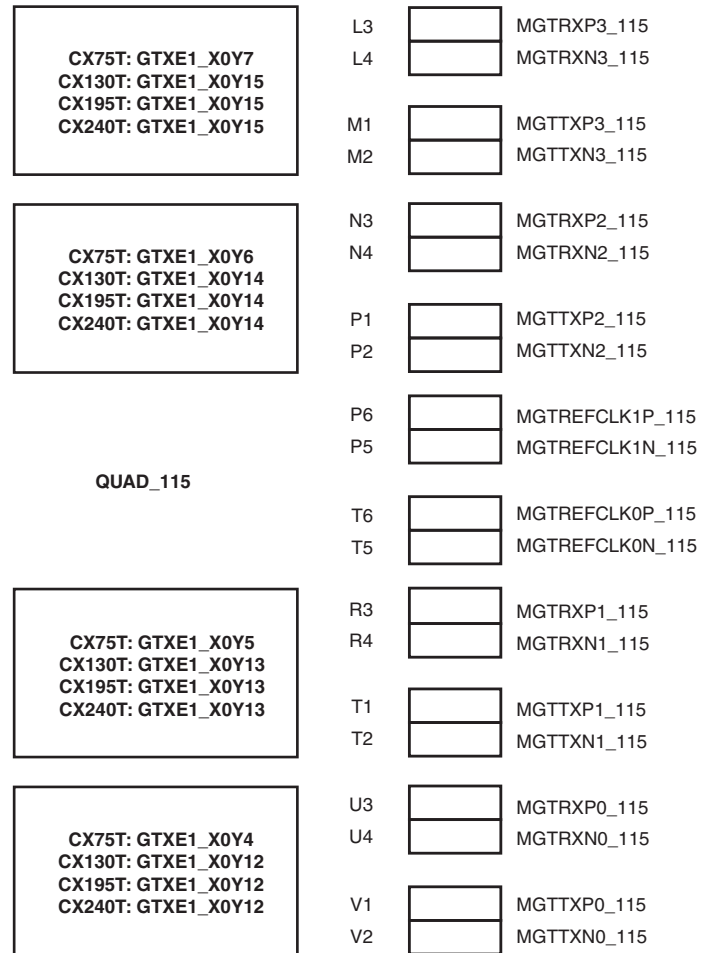 CX75T: GTXE1_X0Y7
CX130T: GTXE1_X0Y15
CX195T: GTXE1_X0Y15
CX240T: GTXE1_X0Y15
L3 MGTRXP3_115
L4 MGTRXN3_115
M1 MGTTXP3_115
M2 MGTTXN3_115
CX75T: GTXE1_X0Y6
CX130T: GTXE1_X0Y14
CX195T: GTXE1_X0Y14
CX240T: GTXE1_X0Y14
N3 MGTRXP2_115
N4 MGTRXN2_115
P1 MGTTXP2_115
P2 MGTTXN2_115
QUAD_115
P6 MGTREFCLK1P_115
P5 MGTREFCLK1N_115
T6 MGTREFCLK0P_115
T5 MGTREFCLK0N_115
CX75T: GTXE1_X0Y5
CX130T: GTXE1_X0Y13
CX195T: GTXE1_X0Y13
CX240T: GTXE1_X0Y13
R3 MGTRXP1_115
R4 MGTRXN1_115
T1 MGTTXP1_115
T2 MGTTXN1_115
CX75T: GTXE1_X0Y4
CX130T: GTXE1_X0Y12
CX195T: GTXE1_X0Y12
CX240T: GTXE1_X0Y12
U3 MGTRXP0_115
U4 MGTRXN0_115
V1 MGTTXP0_115
V2 MGTTXN0_115